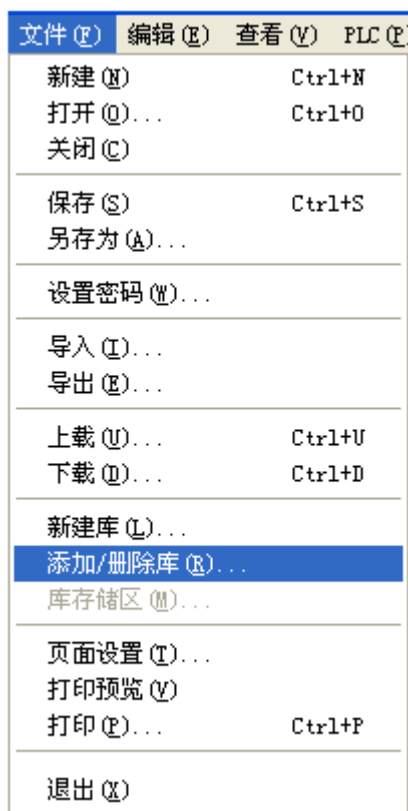 文件(F) 编辑(E) 查看(V) PLC(P)
新建(N) Ctrl+N
打开(O)... Ctrl+O
关闭(C)
保存(S) Ctrl+S
另存为(A)...
设置密码(W)...
导入(I)...
导出(E)...
上载(U)... Ctrl+U
下载(D)... Ctrl+D
新建库(L)...
添加/删除库(R)...
库存储区(M)...
页面设置(T)...
打印预览(V)
打印(P)... Ctrl+P
退出(X)